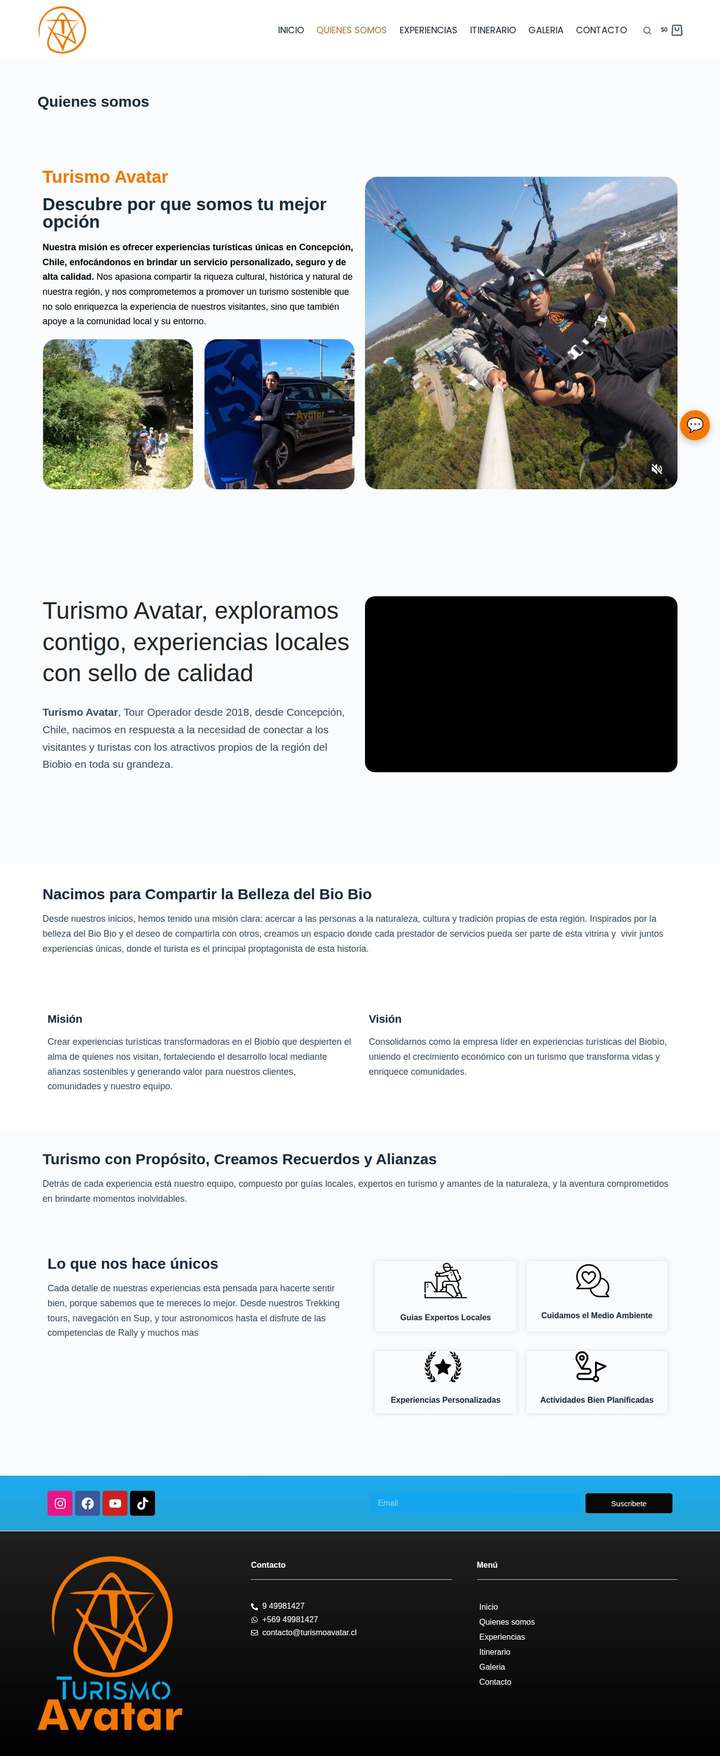 INICIO QUIENES SOMOS EXPERIENCIAS ITINERARIO GALERIA CONTACTO $0
Quienes somos
Turismo Avatar
Descubre por que somos tu mejor
opción
Nuestra misión es ofrecer experiencias turísticas únicas en Concepción,
Chile, enfocándonos en brindar un servicio personalizado, seguro y de
alta calidad. Nos apasiona compartir la riqueza cultural, histórica y natural de
nuestra región, y nos comprometemos a promover un turismo sostenible que
no solo enriquezca la experiencia de nuestros visitantes, sino que también
apoye a la comunidad local y su entorno.
Avatar
Avatar
Turismo Avatar, exploramos
contigo, experiencias locales
con sello de calidad
Turismo Avatar, Tour Operador desde 2018, desde Concepción,
Chile, nacimos en respuesta a la necesidad de conectar a los
visitantes y turistas con los atractivos propios de la región del
Biobio en toda su grandeza.
Nacimos para Compartir la Belleza del Bio Bio
Desde nuestros inicios, hemos tenido una misión clara: acercar a las personas a la naturaleza, cultura y tradición propias de esta región. Inspirados por la
belleza del Bio Bio y el deseo de compartirla con otros, creamos un espacio donde cada prestador de servicios pueda ser parte de esta vitrina y vivir juntos
experiencias únicas, donde el turista es el principal proptagonista de esta historia.
Misión
Crear experiencias turísticas transformadoras en el Biobío que despierten el
alma de quienes nos visitan, fortaleciendo el desarrollo local mediante
alianzas sostenibles y generando valor para nuestros clientes,
comunidades y nuestro equipo.
Visión
Consolidarnos como la empresa líder en experiencias turísticas del Biobío,
uniendo el crecimiento económico con un turismo que transforma vidas y
enriquece comunidades.
Turismo con Propósito, Creamos Recuerdos y Alianzas
Detrás de cada experiencia está nuestro equipo, compuesto por guías locales, expertos en turismo y amantes de la naturaleza, y la aventura comprometidos
en brindarte momentos inolvidables.
Lo que nos hace únicos
Cada detalle de nuestras experiencias está pensada para hacerte sentir
bien, porque sabemos que te mereces lo mejor. Desde nuestros Trekking
tours, navegación en Sup, y tour astronomicos hasta el disfrute de las
competencias de Rally y muchos mas
Guias Expertos Locales
Cuidamos el Medio Ambiente
Experiencias Personalizadas
Actividades Bien Planificadas
Email
Suscribete
Turismo
Avatar
Contacto
9 49981427
+569 49981427
contacto@turismoavatar.cl
Menú
Inicio
Quienes somos
Experiencias
Itinerario
Galeria
Contacto